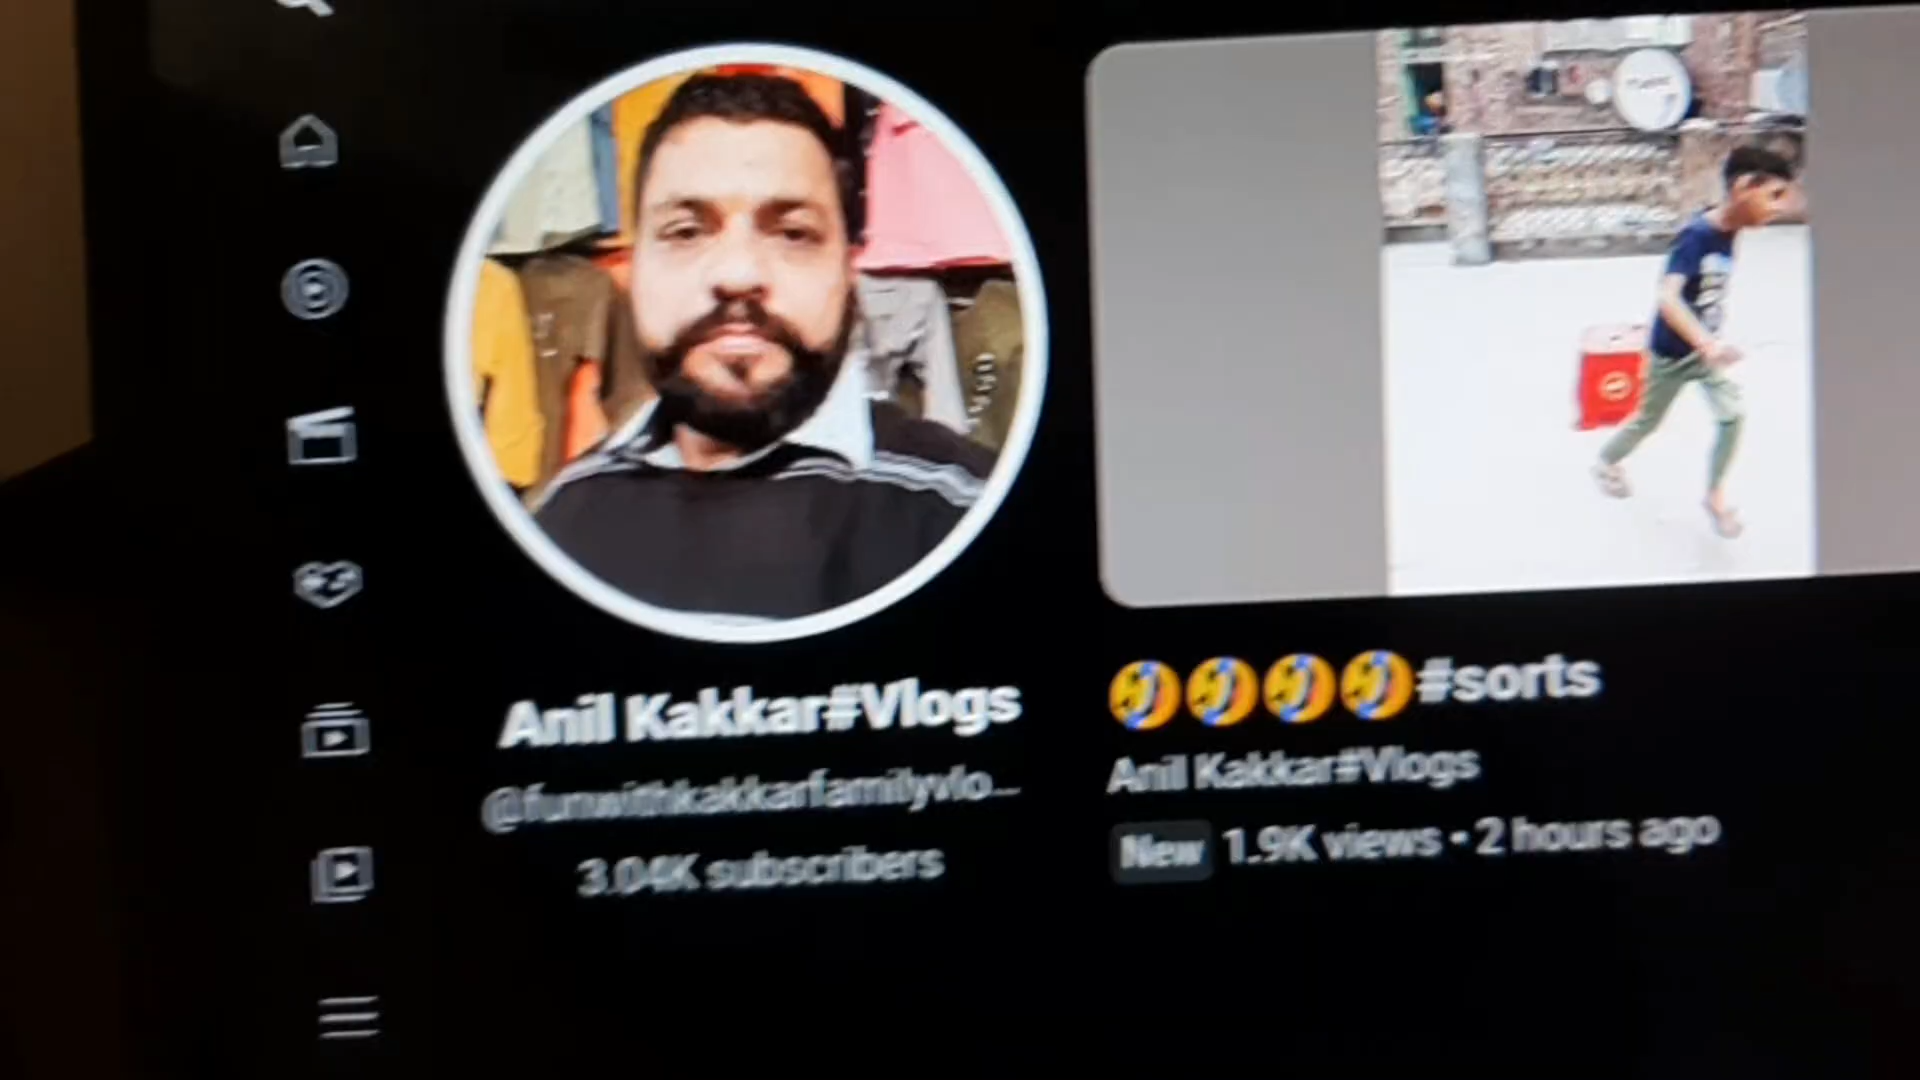 Anil Kakkar#Vlogs
@funwithkakkarfamilyvlo...
3.04K subscribers
🤣🤣🤣🤣#sorts
Anil Kakkar#Vlogs
New 1.9K views • 2 hours ago